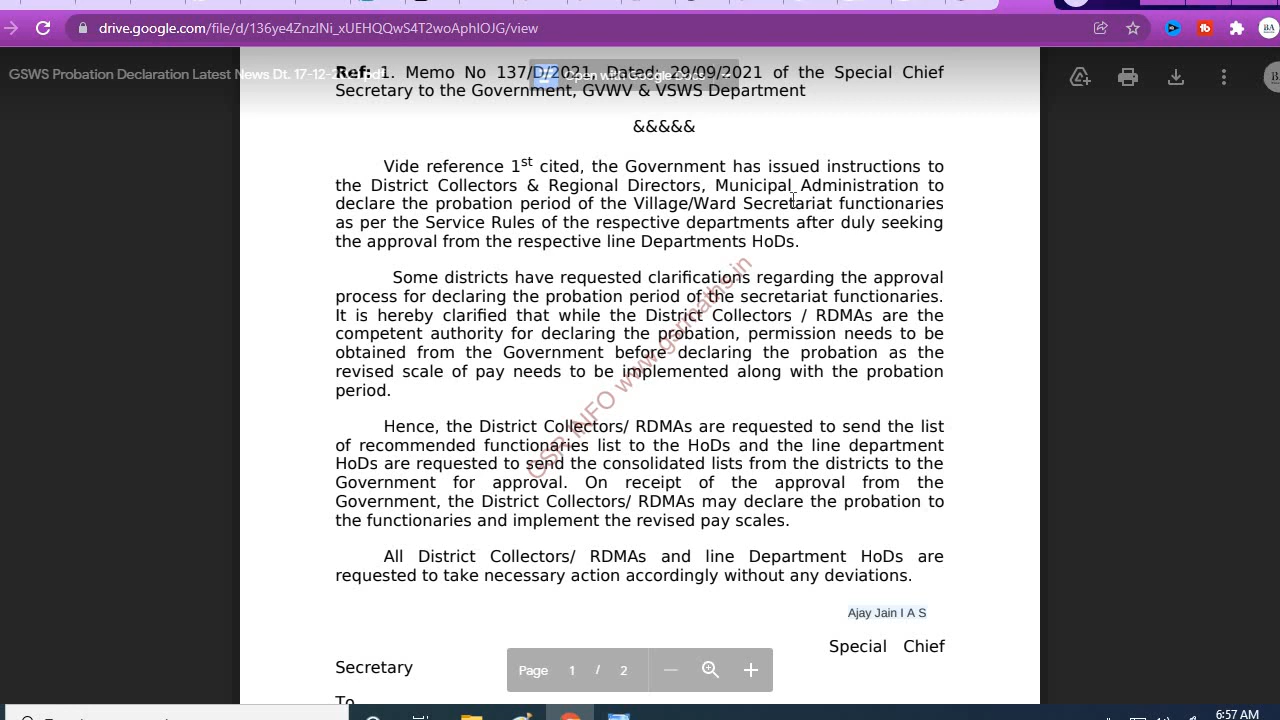 drive.google.com/file/d/136ye4ZnzlNi_xUEHQQwS4T2woAphlOJG/view
GSWS Probation Declaration Latest News Dt. 17-12-
Open with Google Docs
Ref: 1. Memo No 137/D/2021, Dated: 29/09/2021 of the Special Chief
Secretary to the Government, GVWV & VSWS Department
&&&&&
Vide reference 1st cited, the Government has issued instructions to
the District Collectors & Regional Directors, Municipal Administration to
declare the probation period of the Village/Ward Secretariat functionaries
as per the Service Rules of the respective departments after duly seeking
the approval from the respective line Departments HoDs.
Some districts have requested clarifications regarding the approval
process for declaring the probation period of the secretariat functionaries.
It is hereby clarified that while the District Collectors / RDMAs are the
competent authority for declaring the probation, permission needs to be
obtained from the Government before declaring the probation as the
revised scale of pay needs to be implemented along with the probation
period.
Hence, the District Collectors/ RDMAs are requested to send the list
of recommended functionaries list to the HoDs and the line department
HoDs are requested to send the consolidated lists from the districts to the
Government for approval. On receipt of the approval from the
Government, the District Collectors/ RDMAs may declare the probation to
the functionaries and implement the revised pay scales.
All District Collectors/ RDMAs and line Department HoDs are
requested to take necessary action accordingly without any deviations.
GSR INFO www.gsrmaths.in
Ajay Jain I A S
Special Chief
Secretary
To
Page 1 / 2
6:57 AM